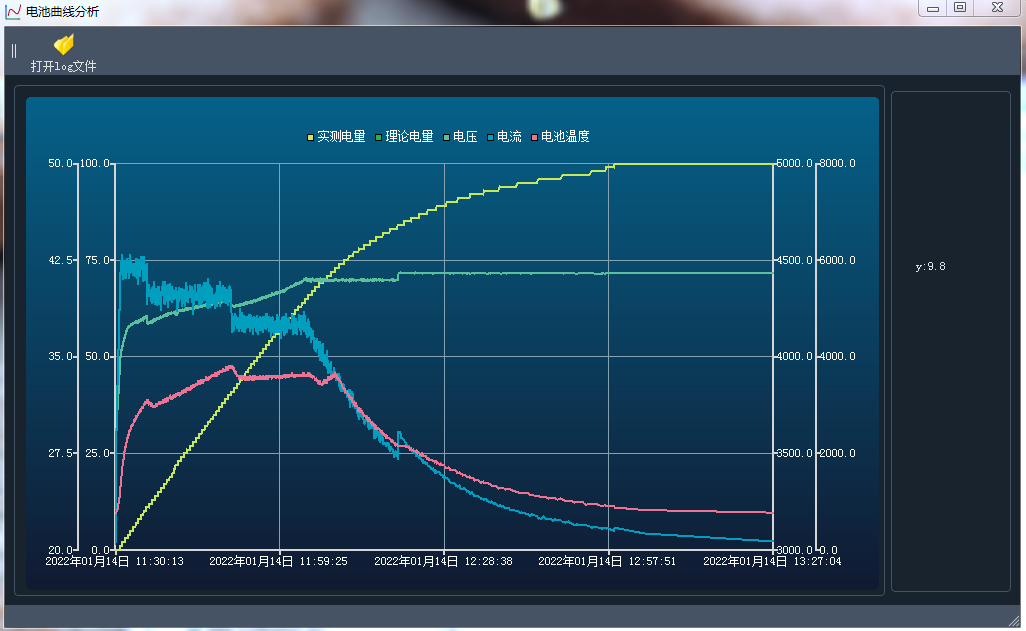 电池曲线分析
打开log文件
实测电量 理论电量 电压 电流 电池温度
50.0 100.0 5000.0 8000.0
42.5 75.0 4500.0 6000.0
y:9.8
35.0 50.0 4000.0 4000.0
27.5 25.0 3500.0 2000.0
20.0 0.0 3000.0 0.0
2022年01月14日 11:30:13 2022年01月14日 11:59:25 2022年01月14日 12:28:38 2022年01月14日 12:57:51 2022年01月14日 13:27:04